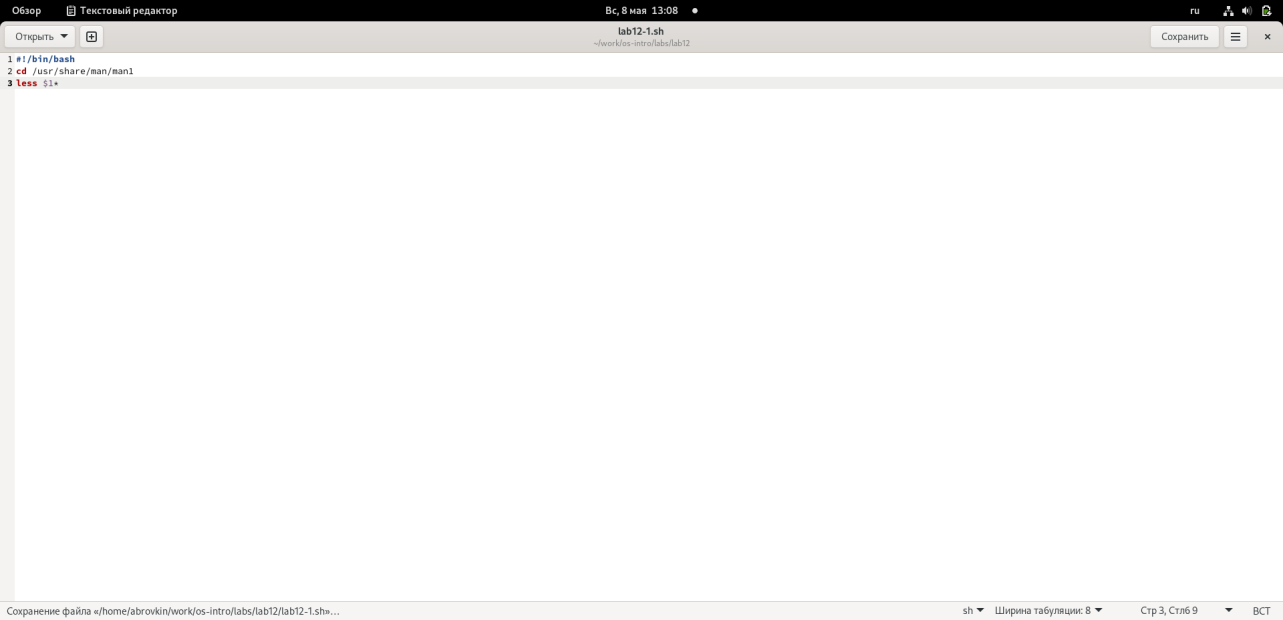 Обзор Текстовый редактор Вс, 8 мая 13:08 ru
Открыть lab12-1.sh Сохранить
~/work/os-intro/labs/lab12
1 #!/bin/bash
2 cd /usr/share/man/man1
3 less $1*
Сохранение файла «/home/abrovkin/work/os-intro/labs/lab12/lab12-1.sh»… sh Ширина табуляции: 8 Стр 3, Стлб 9 ВСТ